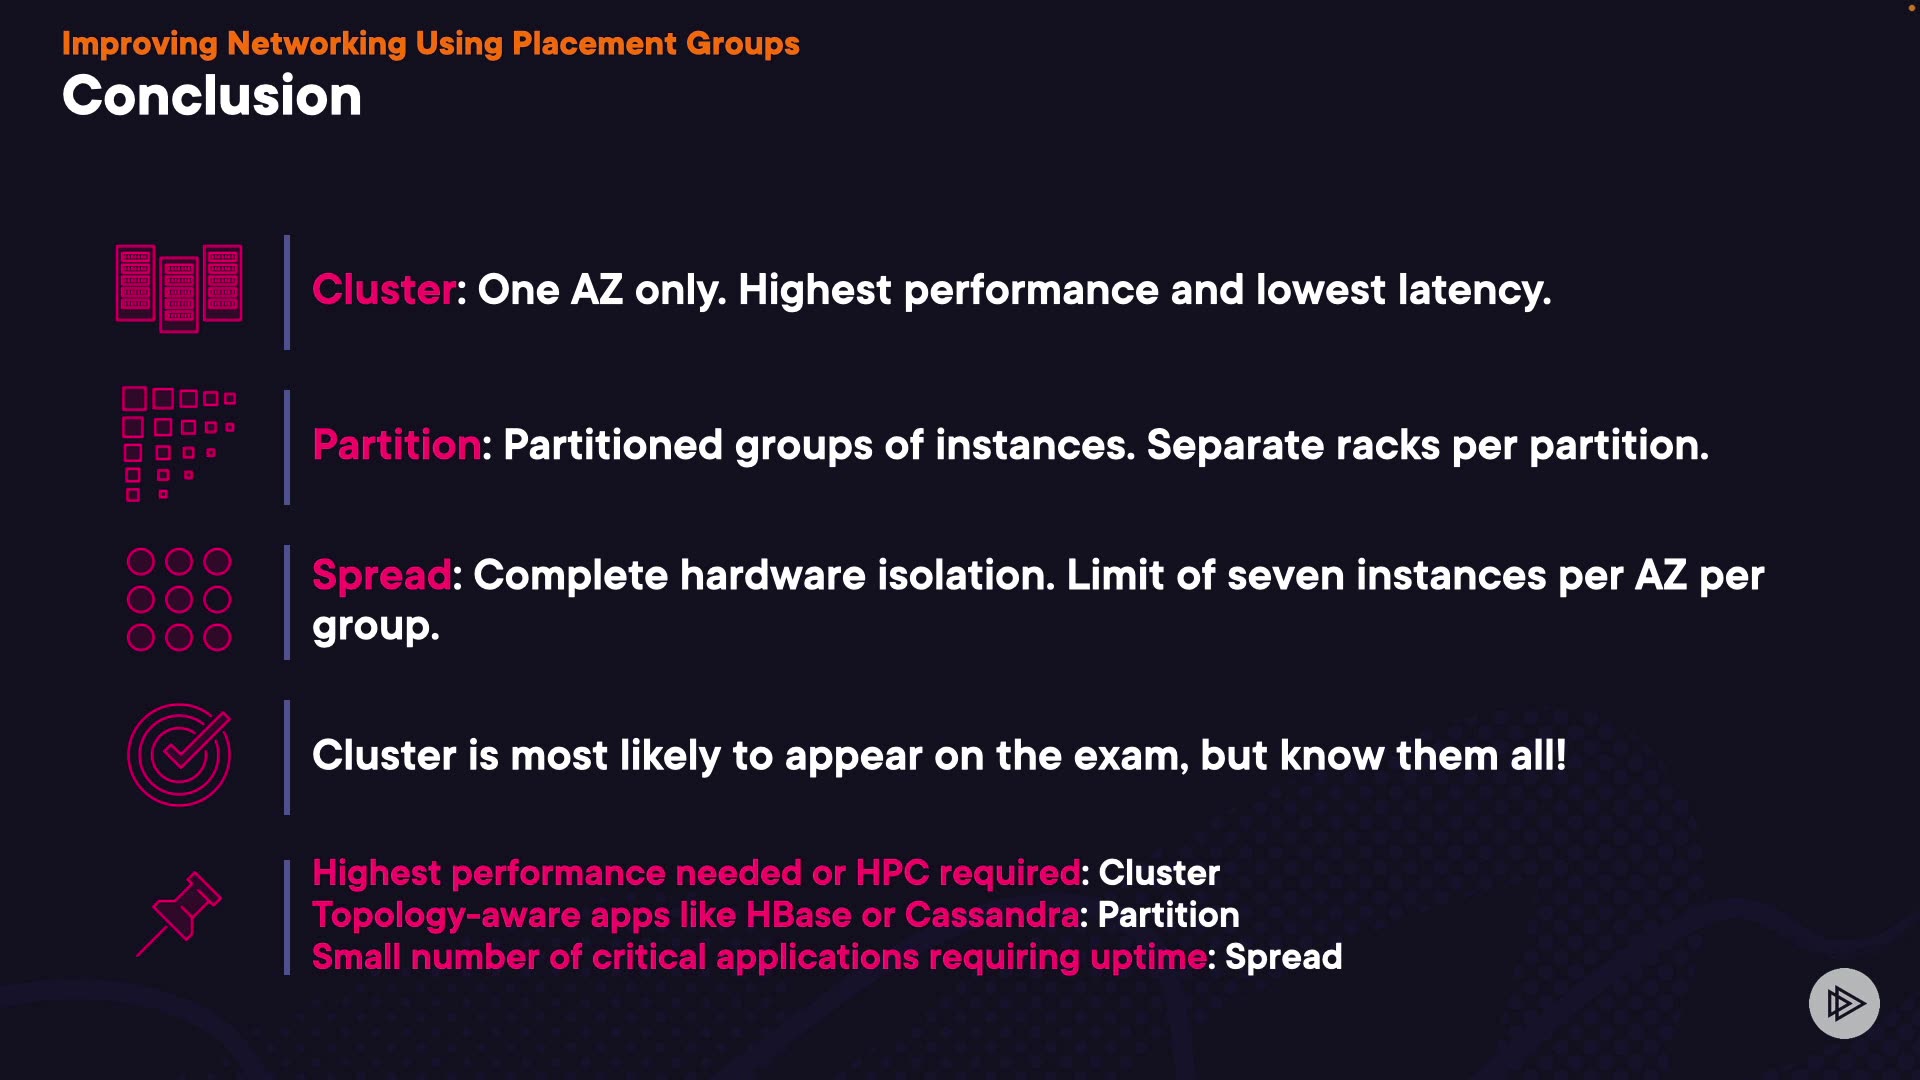 Improving Networking Using Placement Groups
Conclusion
Cluster: One AZ only. Highest performance and lowest latency.
Partition: Partitioned groups of instances. Separate racks per partition.
Spread: Complete hardware isolation. Limit of seven instances per AZ per
group.
Cluster is most likely to appear on the exam, but know them all!
Highest performance needed or HPC required: Cluster
Topology-aware apps like HBase or Cassandra: Partition
Small number of critical applications requiring uptime: Spread